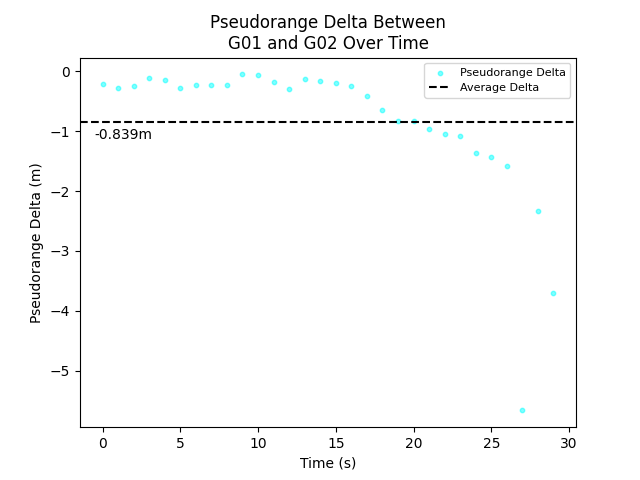 Pseudorange Delta Between
G01 and G02 Over Time
Pseudorange Delta
Average Delta
0
−1
−2
−3
−4
−5
-0.839m
Pseudorange Delta (m)
0 5 10 15 20 25 30
Time (s)